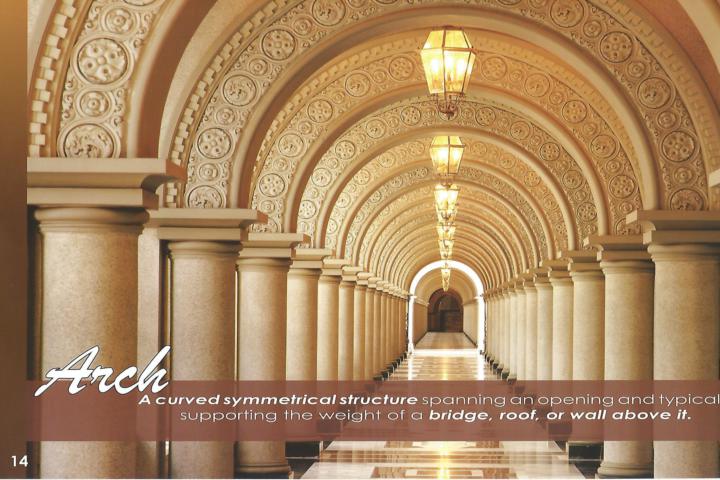 Arch
A curved symmetrical structure spanning an opening and typical
supporting the weight of a bridge, roof, or wall above it.
14